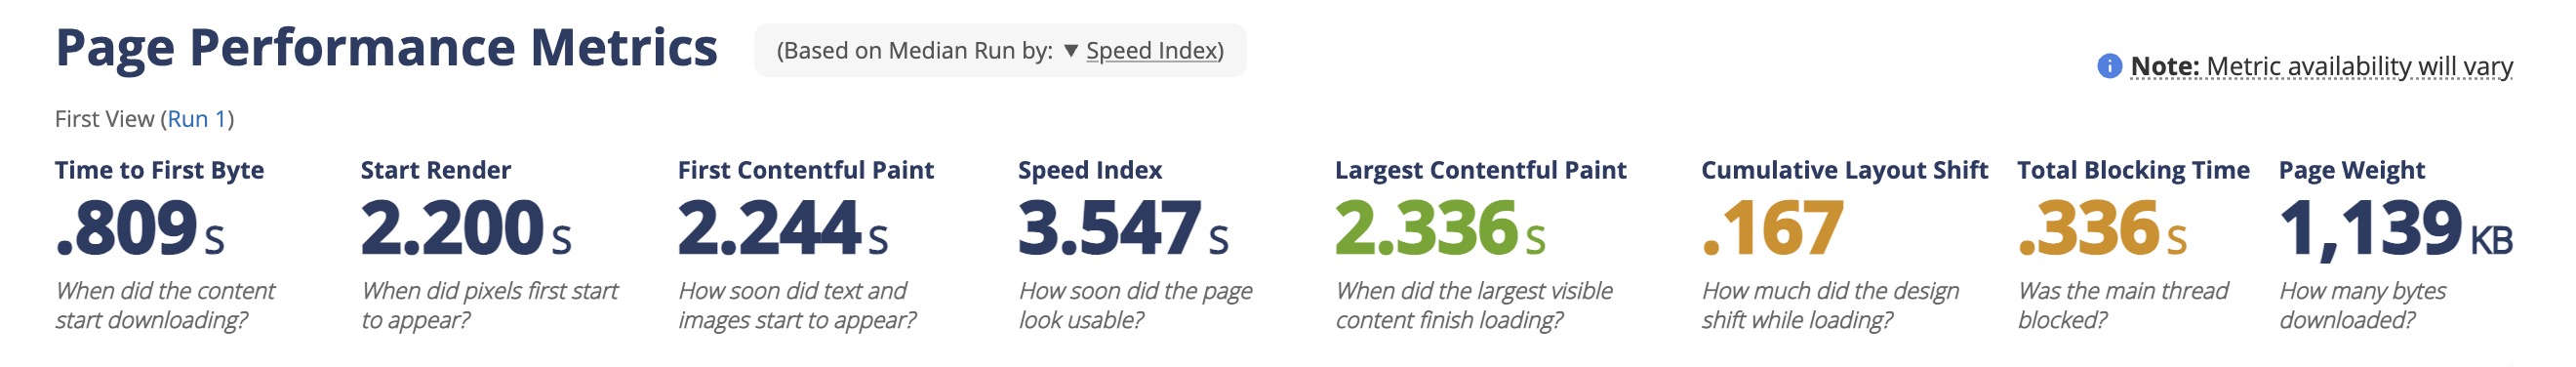 Page Performance Metrics
(Based on Median Run by: ▼ Speed Index)
Note: Metric availability will vary
First View (Run 1)
Time to First Byte
.809 s
When did the content
start downloading?
Start Render
2.200 s
When did pixels first start
to appear?
First Contentful Paint
2.244 s
How soon did text and
images start to appear?
Speed Index
3.547 s
How soon did the page
look usable?
Largest Contentful Paint
2.336 s
When did the largest visible
content finish loading?
Cumulative Layout Shift
.167
How much did the design
shift while loading?
Total Blocking Time
.336 s
Was the main thread
blocked?
Page Weight
1,139 KB
How many bytes
downloaded?